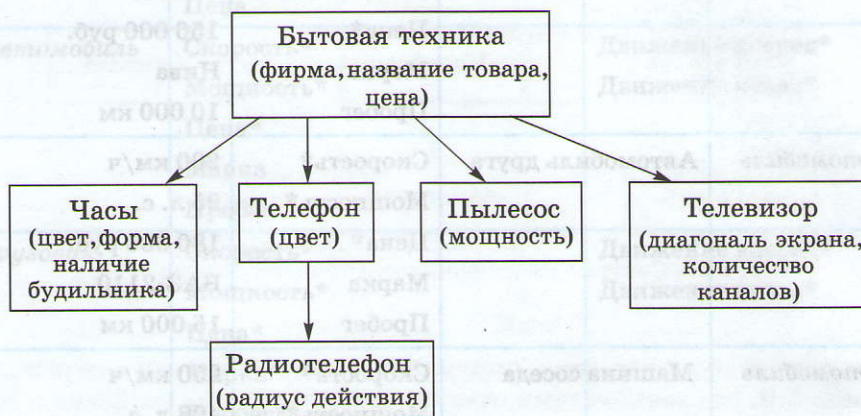 Бытовая техника
(фирма, название товара,
цена)
Часы
(цвет, форма,
наличие
будильника)
Телефон
(цвет)
Пылесос
(мощность)
Телевизор
(диагональ экрана,
количество
каналов)
Радиотелефон
(радиус действия)